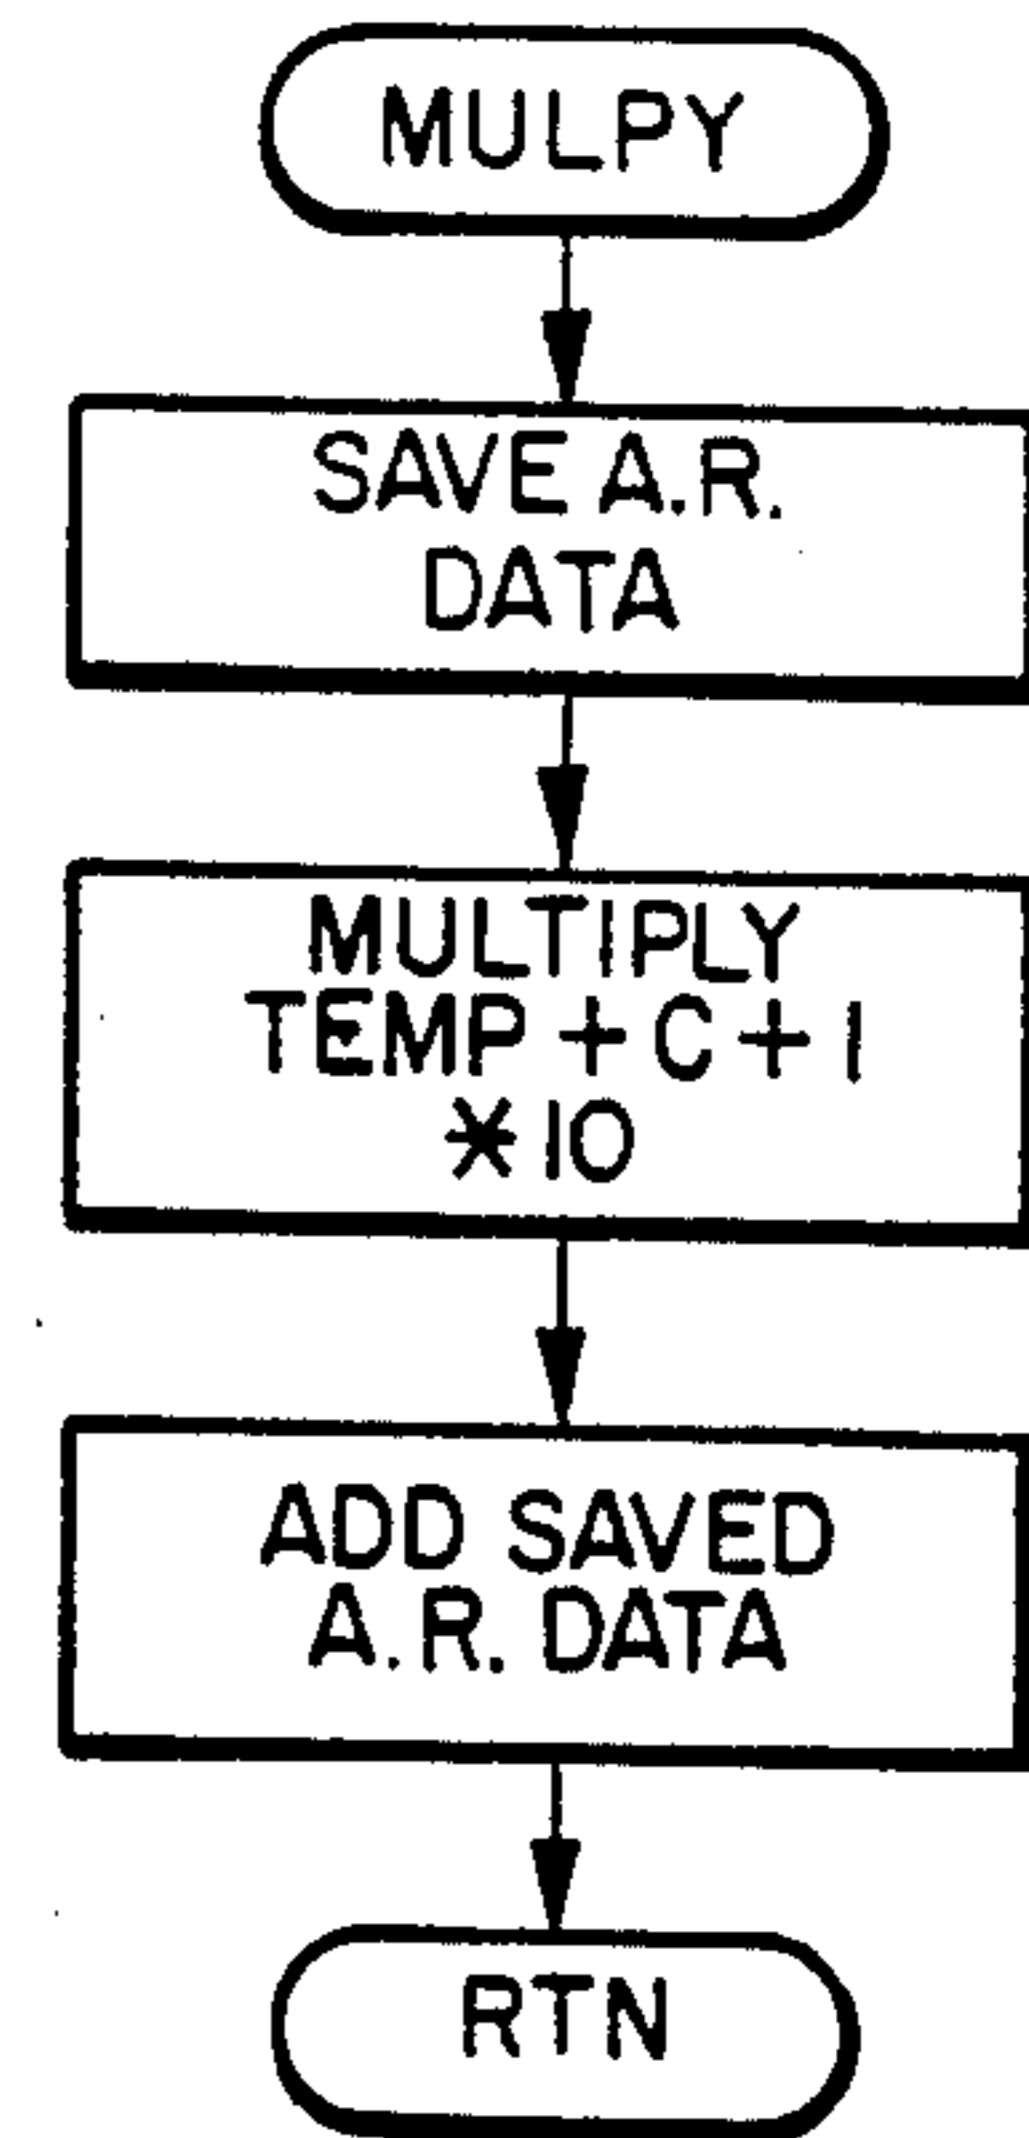 MULPY
SAVE A.R.
DATA
MULTIPLY
TEMP + C + 1
* 10
ADD SAVED
A.R. DATA
RTN